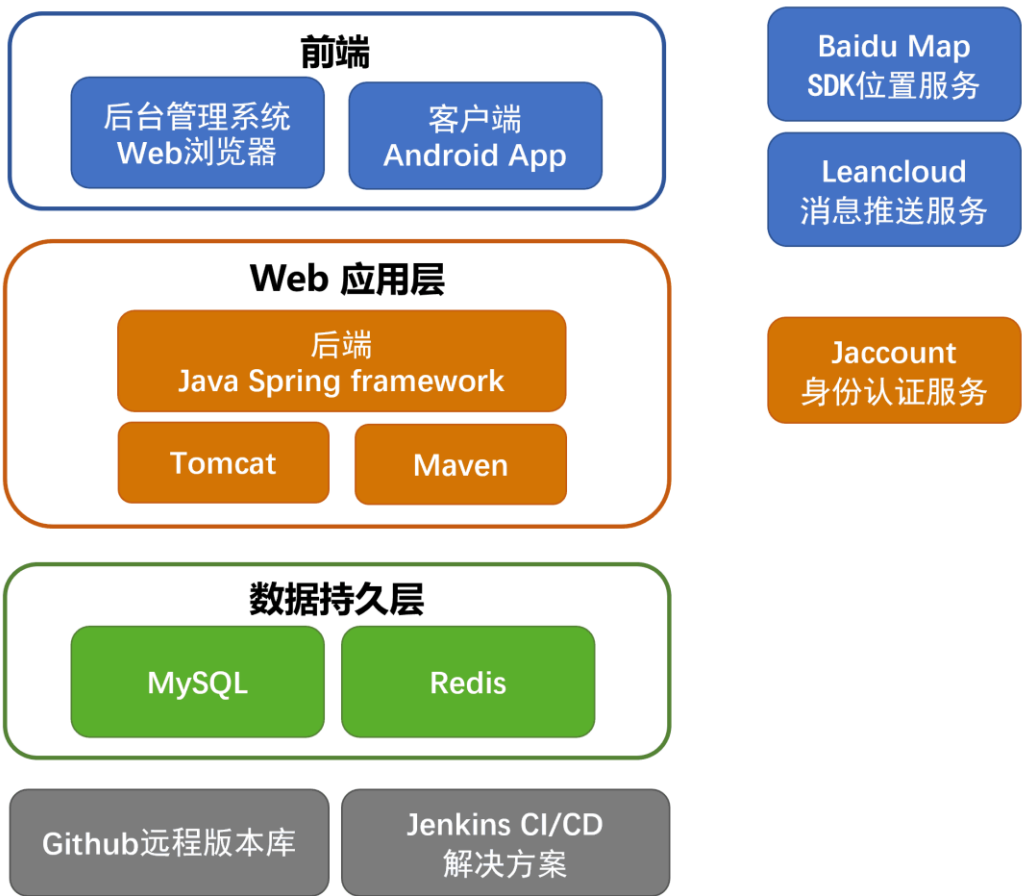 前端
后台管理系统
Web浏览器
客户端
Android App
Baidu Map
SDK位置服务
Leancloud
消息推送服务
Web 应用层
后端
Java Spring framework
Tomcat
Maven
Jaccount
身份认证服务
数据持久层
MySQL
Redis
Github远程版本库
Jenkins CI/CD
解决方案